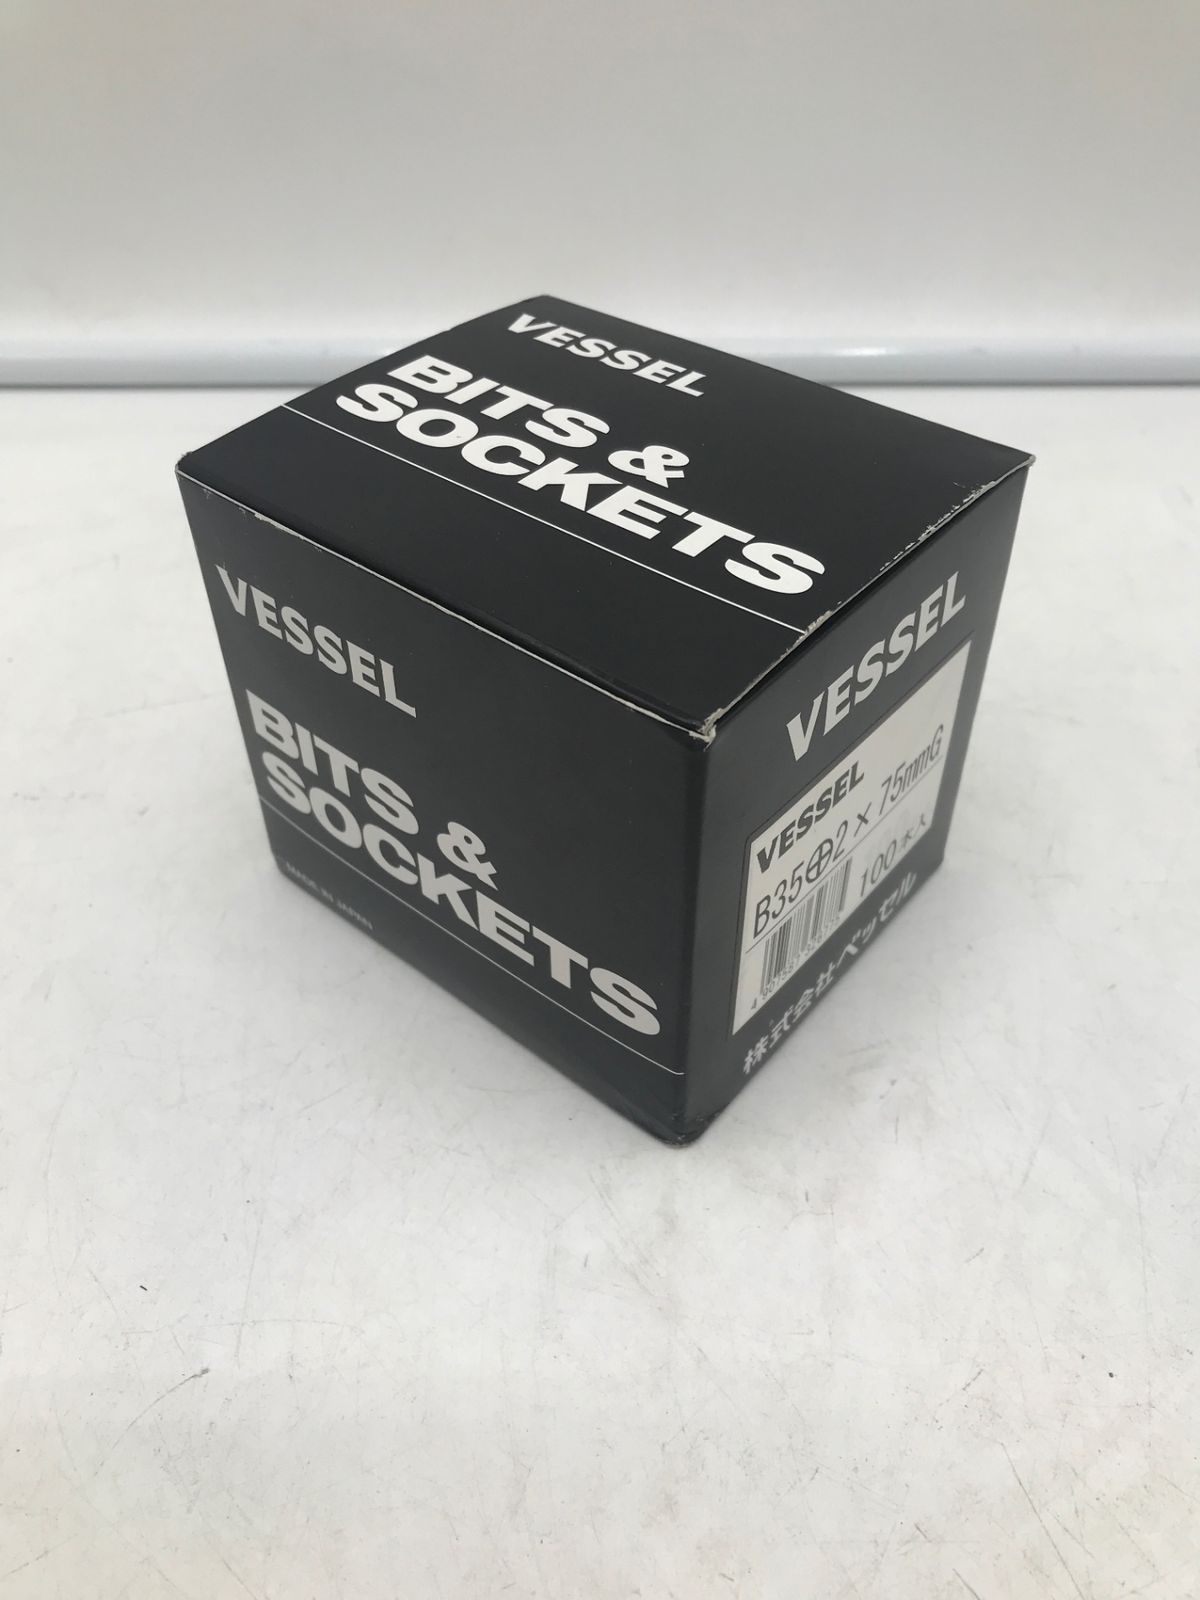 VESSEL
BITS &
SOCKETS
VESSEL
BITS &
SOCKETS
MADE IN JAPAN
VESSEL
VESSEL
B35⊕2 × 75mmG
100本入
株式会社ベッセル